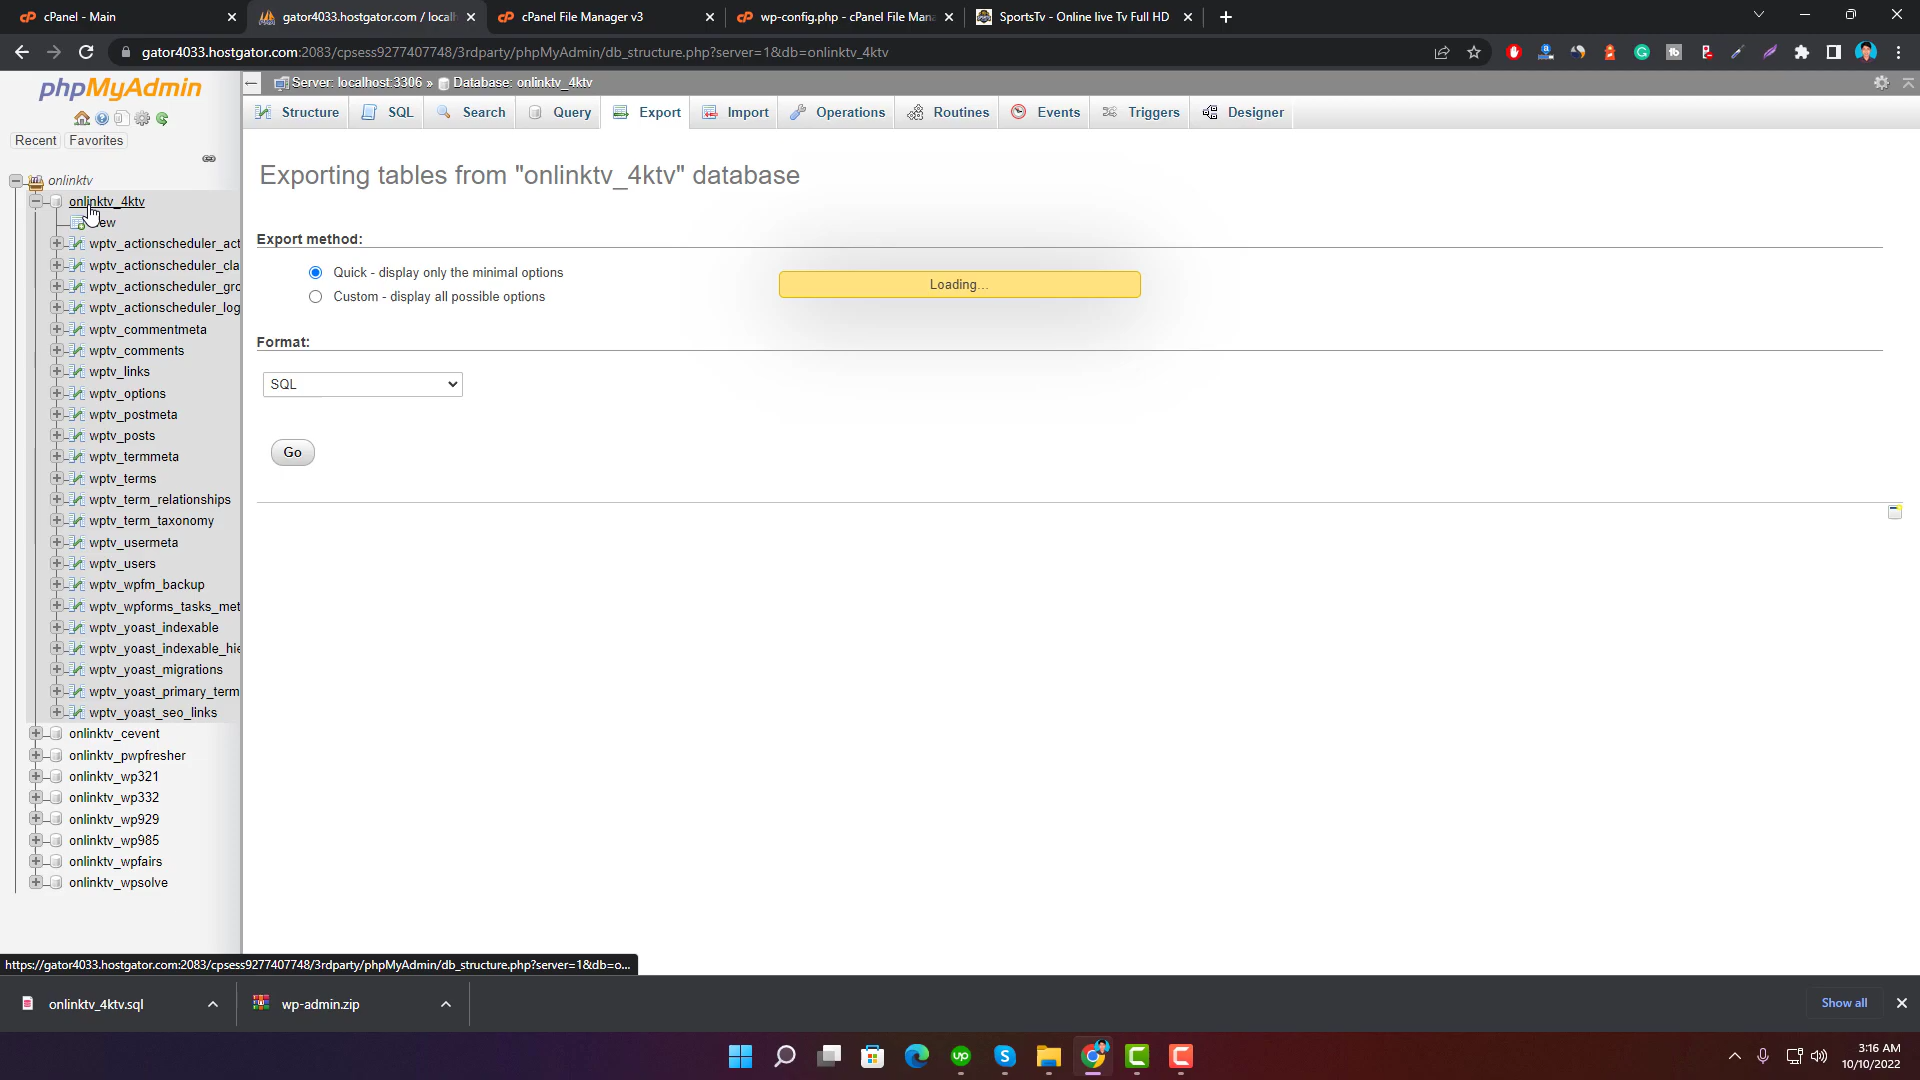 cPanel - Main
gator4033.hostgator.com / localh
cPanel File Manager v3
wp-config.php - cPanel File Mana
SportsTv - Online live Tv Full HD
gator4033.hostgator.com:2083/cpsess9277407748/3rdparty/phpMyAdmin/db_structure.php?server=1&db=onlinktv_4ktv
phpMyAdmin
Recent
Favorites
Server: localhost:3306 » Database: onlinktv_4ktv
Structure
SQL
Search
Query
Export
Import
Operations
Routines
Events
Triggers
Designer
onlinktv
onlinktv_4ktv
wptv_actionscheduler_act
wptv_actionscheduler_cla
wptv_actionscheduler_gro
wptv_actionscheduler_log
wptv_commentmeta
wptv_comments
wptv_links
wptv_options
wptv_postmeta
wptv_posts
wptv_termmeta
wptv_terms
wptv_term_relationships
wptv_term_taxonomy
wptv_usermeta
wptv_users
wptv_wpfm_backup
wptv_wpforms_tasks_met
wptv_yoast_indexable
wptv_yoast_indexable_hie
wptv_yoast_migrations
wptv_yoast_primary_term
wptv_yoast_seo_links
onlinktv_cevent
onlinktv_pwpfresher
onlinktv_wp321
onlinktv_wp332
onlinktv_wp929
onlinktv_wp985
onlinktv_wpfairs
onlinktv_wpsolve
Exporting tables from "onlinktv_4ktv" database
Export method:
Quick - display only the minimal options
Custom - display all possible options
Loading...
Format:
SQL
Go
https://gator4033.hostgator.com:2083/cpsess9277407748/3rdparty/phpMyAdmin/db_structure.php?server=1&db=o...
onlinktv_4ktv.sql
wp-admin.zip
Show all
3:16 AM
10/10/2022